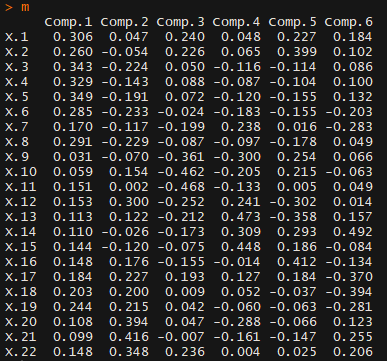 > m
Comp.1 Comp.2 Comp.3 Comp.4 Comp.5 Comp.6
X.1 0.306 0.047 0.240 0.048 0.227 0.184
X.2 0.260 -0.054 0.226 0.065 0.399 0.102
X.3 0.343 -0.224 0.050 -0.116 -0.114 0.086
X.4 0.329 -0.143 0.088 -0.087 -0.104 0.100
X.5 0.349 -0.191 0.072 -0.120 -0.155 0.132
X.6 0.285 -0.233 -0.024 -0.183 -0.155 -0.203
X.7 0.170 -0.117 -0.199 0.238 0.016 -0.283
X.8 0.291 -0.229 -0.087 -0.097 -0.178 0.049
X.9 0.031 -0.070 -0.361 -0.300 0.254 0.066
X.10 0.059 0.154 -0.462 -0.205 0.215 -0.063
X.11 0.151 0.002 -0.468 -0.133 0.005 0.049
X.12 0.153 0.300 -0.252 0.241 -0.302 0.014
X.13 0.113 0.122 -0.212 0.473 -0.358 0.157
X.14 0.110 -0.026 -0.173 0.309 0.293 0.492
X.15 0.144 -0.120 -0.075 0.448 0.186 -0.084
X.16 0.148 0.176 -0.155 -0.014 0.412 -0.134
X.17 0.184 0.227 0.193 0.127 0.184 -0.370
X.18 0.203 0.200 0.009 0.052 -0.037 -0.394
X.19 0.244 0.215 0.042 -0.060 -0.063 -0.281
X.20 0.108 0.394 0.047 -0.288 -0.066 0.123
X.21 0.099 0.416 -0.007 -0.161 -0.147 0.255
X.22 0.148 0.348 0.236 0.004 0.025 0.206